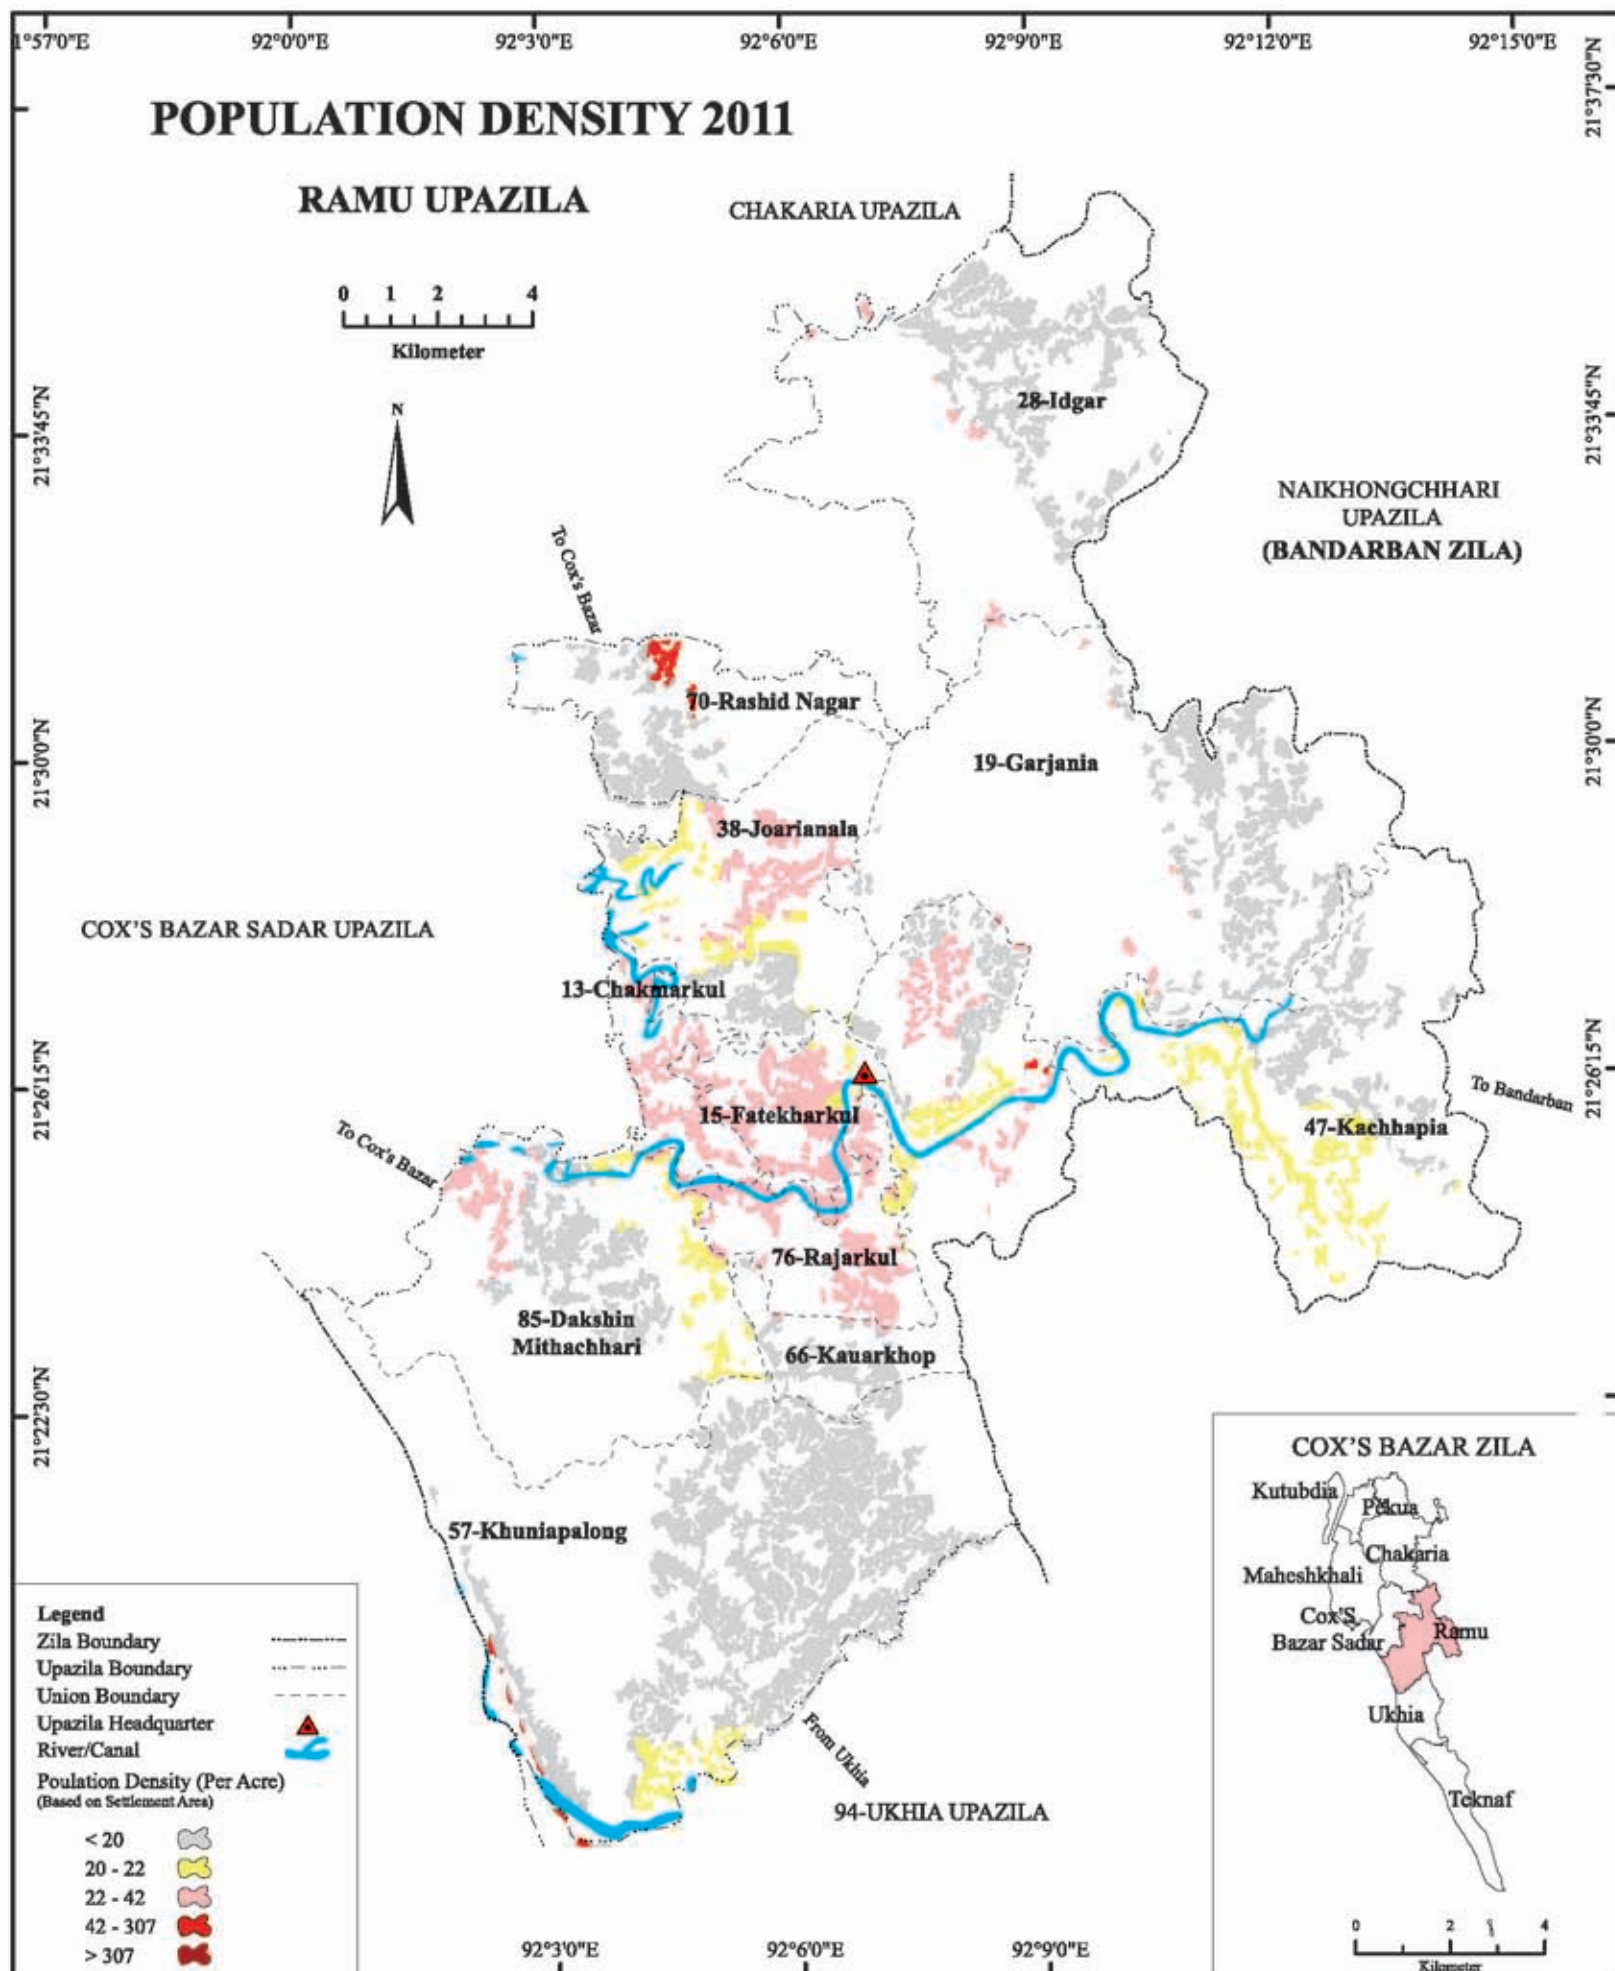 1°57'0"E
92°0'0"E
92°3'0"E
92°6'0"E
92°9'0"E
92°12'0"E
92°15'0"E
21°37'30"N
POPULATION DENSITY 2011
RAMU UPAZILA
CHAKARIA UPAZILA
0 1 2 4
Kilometer
N
21°33'45"N
21°33'45"N
28-Idgar
NAIKHONGCHHARI
UPAZILA
(BANDARBAN ZILA)
To Cox's Bazar
70-Rashid Nagar
19-Garjania
21°30'0"N
21°30'0"N
38-Joarianala
COX'S BAZAR SADAR UPAZILA
13-Chakmarkul
21°26'15"N
21°26'15"N
15-Fatekharkul
To Bandarban
47-Kachhapia
To Cox's Bazar
76-Rajarkul
85-Dakshin
Mithachhari
66-Kauarkhop
21°22'30"N
57-Khuniapalong
From Ukhia
94-UKHIA UPAZILA
COX'S BAZAR ZILA
Kutubdia
Pekua
Chakaria
Maheshkhali
Cox'S
Bazar Sadar
Ramu
Ukhia
Teknaf
0 2 3 4
Kilometer
Legend
Zila Boundary
Upazila Boundary
Union Boundary
Upazila Headquarter
River/Canal
Poulation Density (Per Acre)
(Based on Settlement Area)
< 20
20 - 22
22 - 42
42 - 307
> 307
92°3'0"E
92°6'0"E
92°9'0"E